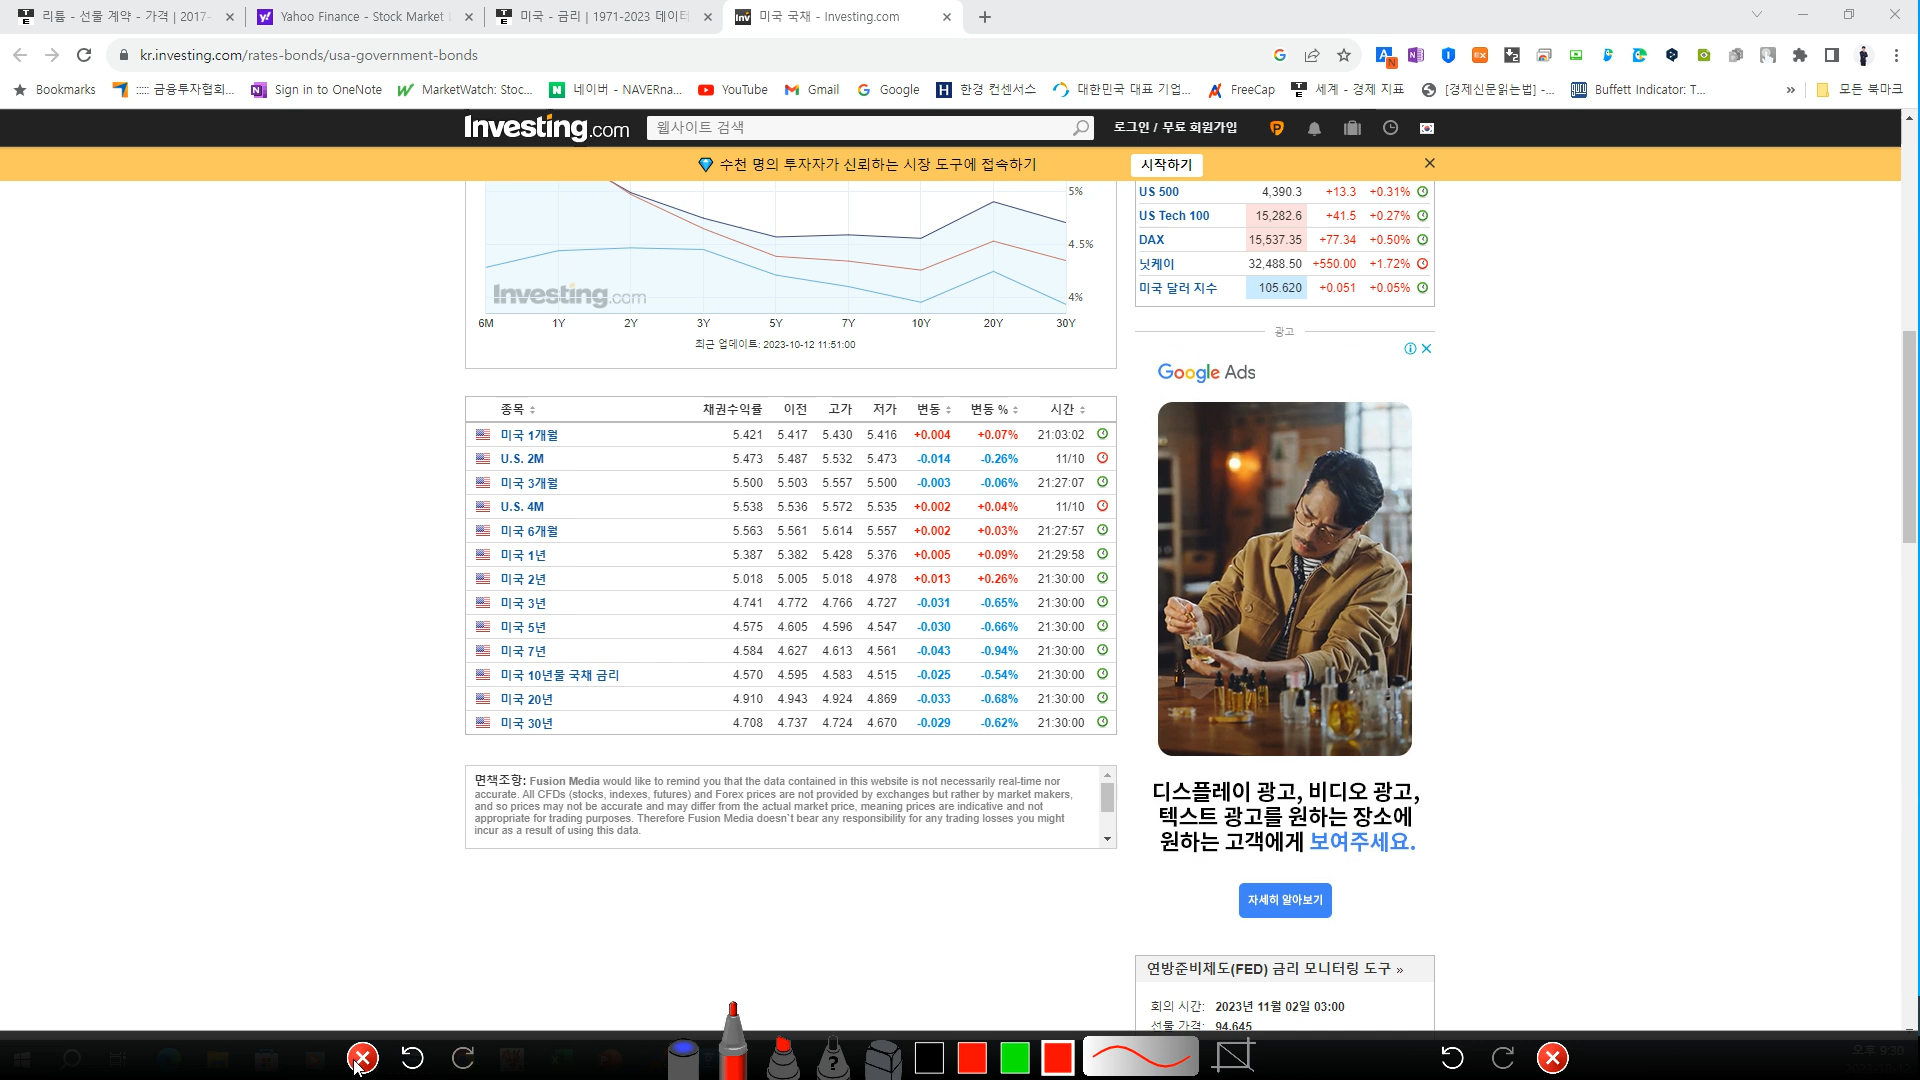 리튬 - 선물 계약 - 가격 | 2017-
Yahoo Finance - Stock Market
미국 - 금리 | 1971-2023 데이터
미국 국채 - Investing.com
kr.investing.com/rates-bonds/usa-government-bonds
Bookmarks
::::: 금융투자협회...
Sign in to OneNote
MarketWatch: Stoc...
네이버 - NAVERna...
YouTube
Gmail
Google
한경 컨센서스
대한민국 대표 기업...
FreeCap
세계 - 경제 지표
[경제신문읽는법] -...
Buffett Indicator: T...
»
모든 북마크
Investing.com
웹사이트 검색
로그인 / 무료 회원가입
수천 명의 투자자가 신뢰하는 시장 도구에 접속하기
시작하기
5%
4.5%
4%
Investing.com
6M 1Y 2Y 3Y 5Y 7Y 10Y 20Y 30Y
최근 업데이트: 2023-10-12 11:51:00
US 500 4,390.3 +13.3 +0.31%
US Tech 100 15,282.6 +41.5 +0.27%
DAX 15,537.35 +77.34 +0.50%
닛케이 32,488.50 +550.00 +1.72%
미국 달러 지수 105.620 +0.051 +0.05%
종목 채권수익률 이전 고가 저가 변동 변동 % 시간
미국 1개월 5.421 5.417 5.430 5.416 +0.004 +0.07% 21:03:02
U.S. 2M 5.473 5.487 5.532 5.473 -0.014 -0.26% 11/10
미국 3개월 5.500 5.503 5.557 5.500 -0.003 -0.06% 21:27:07
U.S. 4M 5.538 5.536 5.572 5.535 +0.002 +0.04% 11/10
미국 6개월 5.563 5.561 5.614 5.557 +0.002 +0.03% 21:27:57
미국 1년 5.387 5.382 5.428 5.376 +0.005 +0.09% 21:29:58
미국 2년 5.018 5.005 5.018 4.978 +0.013 +0.26% 21:30:00
미국 3년 4.741 4.772 4.766 4.727 -0.031 -0.65% 21:30:00
미국 5년 4.575 4.605 4.596 4.547 -0.030 -0.66% 21:30:00
미국 7년 4.584 4.627 4.613 4.561 -0.043 -0.94% 21:30:00
미국 10년물 국채 금리 4.570 4.595 4.583 4.515 -0.025 -0.54% 21:30:00
미국 20년 4.910 4.943 4.924 4.869 -0.033 -0.68% 21:30:00
미국 30년 4.708 4.737 4.724 4.670 -0.029 -0.62% 21:30:00
면책조항: Fusion Media would like to remind you that the data contained in this website is not necessarily real-time nor
accurate. All CFDs (stocks, indexes, futures) and Forex prices are not provided by exchanges but rather by market makers,
and so prices may not be accurate and may differ from the actual market price, meaning prices are indicative and not
appropriate for trading purposes. Therefore Fusion Media doesn`t bear any responsibility for any trading losses you might
incur as a result of using this data.
광고
Google Ads
디스플레이 광고, 비디오 광고,
텍스트 광고를 원하는 장소에
원하는 고객에게 보여주세요.
자세히 알아보기
연방준비제도(FED) 금리 모니터링 도구 »
회의 시간: 2023년 11월 02일 03:00
선물 가격: 94.645
오후 9:30